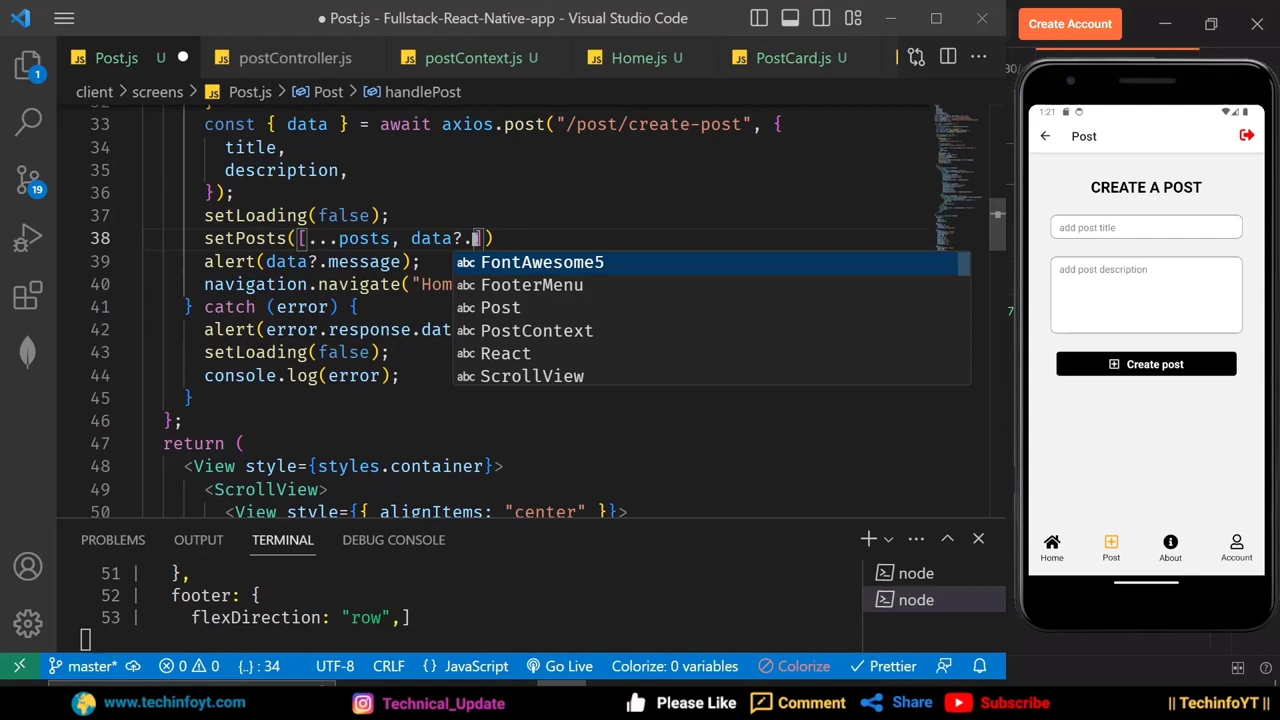 ● Post.js - Fullstack-React-Native-app - Visual Studio Code
Create Account
Post.js U ●
postController.js
postContext.js U
Home.js U
PostCard.js U
30/
client > screens > Post.js > Post > handlePost
33 const { data } = await axios.post("/post/create-post", {
34 title,
35 description,
36 });
37 setLoading(false);
38 setPosts([...posts, data?.])
39 alert(data?.message);
40 navigation.navigate("Hom
41 } catch (error) {
42 alert(error.response.dat
43 setLoading(false);
44 console.log(error);
45 }
46 };
47 return (
48 <View style={styles.container}>
49 <ScrollView>
50 <View style={{ alignItems: "center" }}>
abc FontAwesome5
abc FooterMenu
abc Post
abc PostContext
abc React
abc ScrollView
1
19
PROBLEMS OUTPUT TERMINAL DEBUG CONSOLE
51 | },
52 | footer: {
53 | flexDirection: "row",]
node
node
master* 0 0 {..} : 34 UTF-8 CRLF {} JavaScript Go Live Colorize: 0 variables Colorize Prettier
1:21
Post
CREATE A POST
add post title
add post description
Create post
Home Post About Account
www.techinfoyt.com Technical_Update Please Like Comment Share Subscribe || TechinfoYT ||